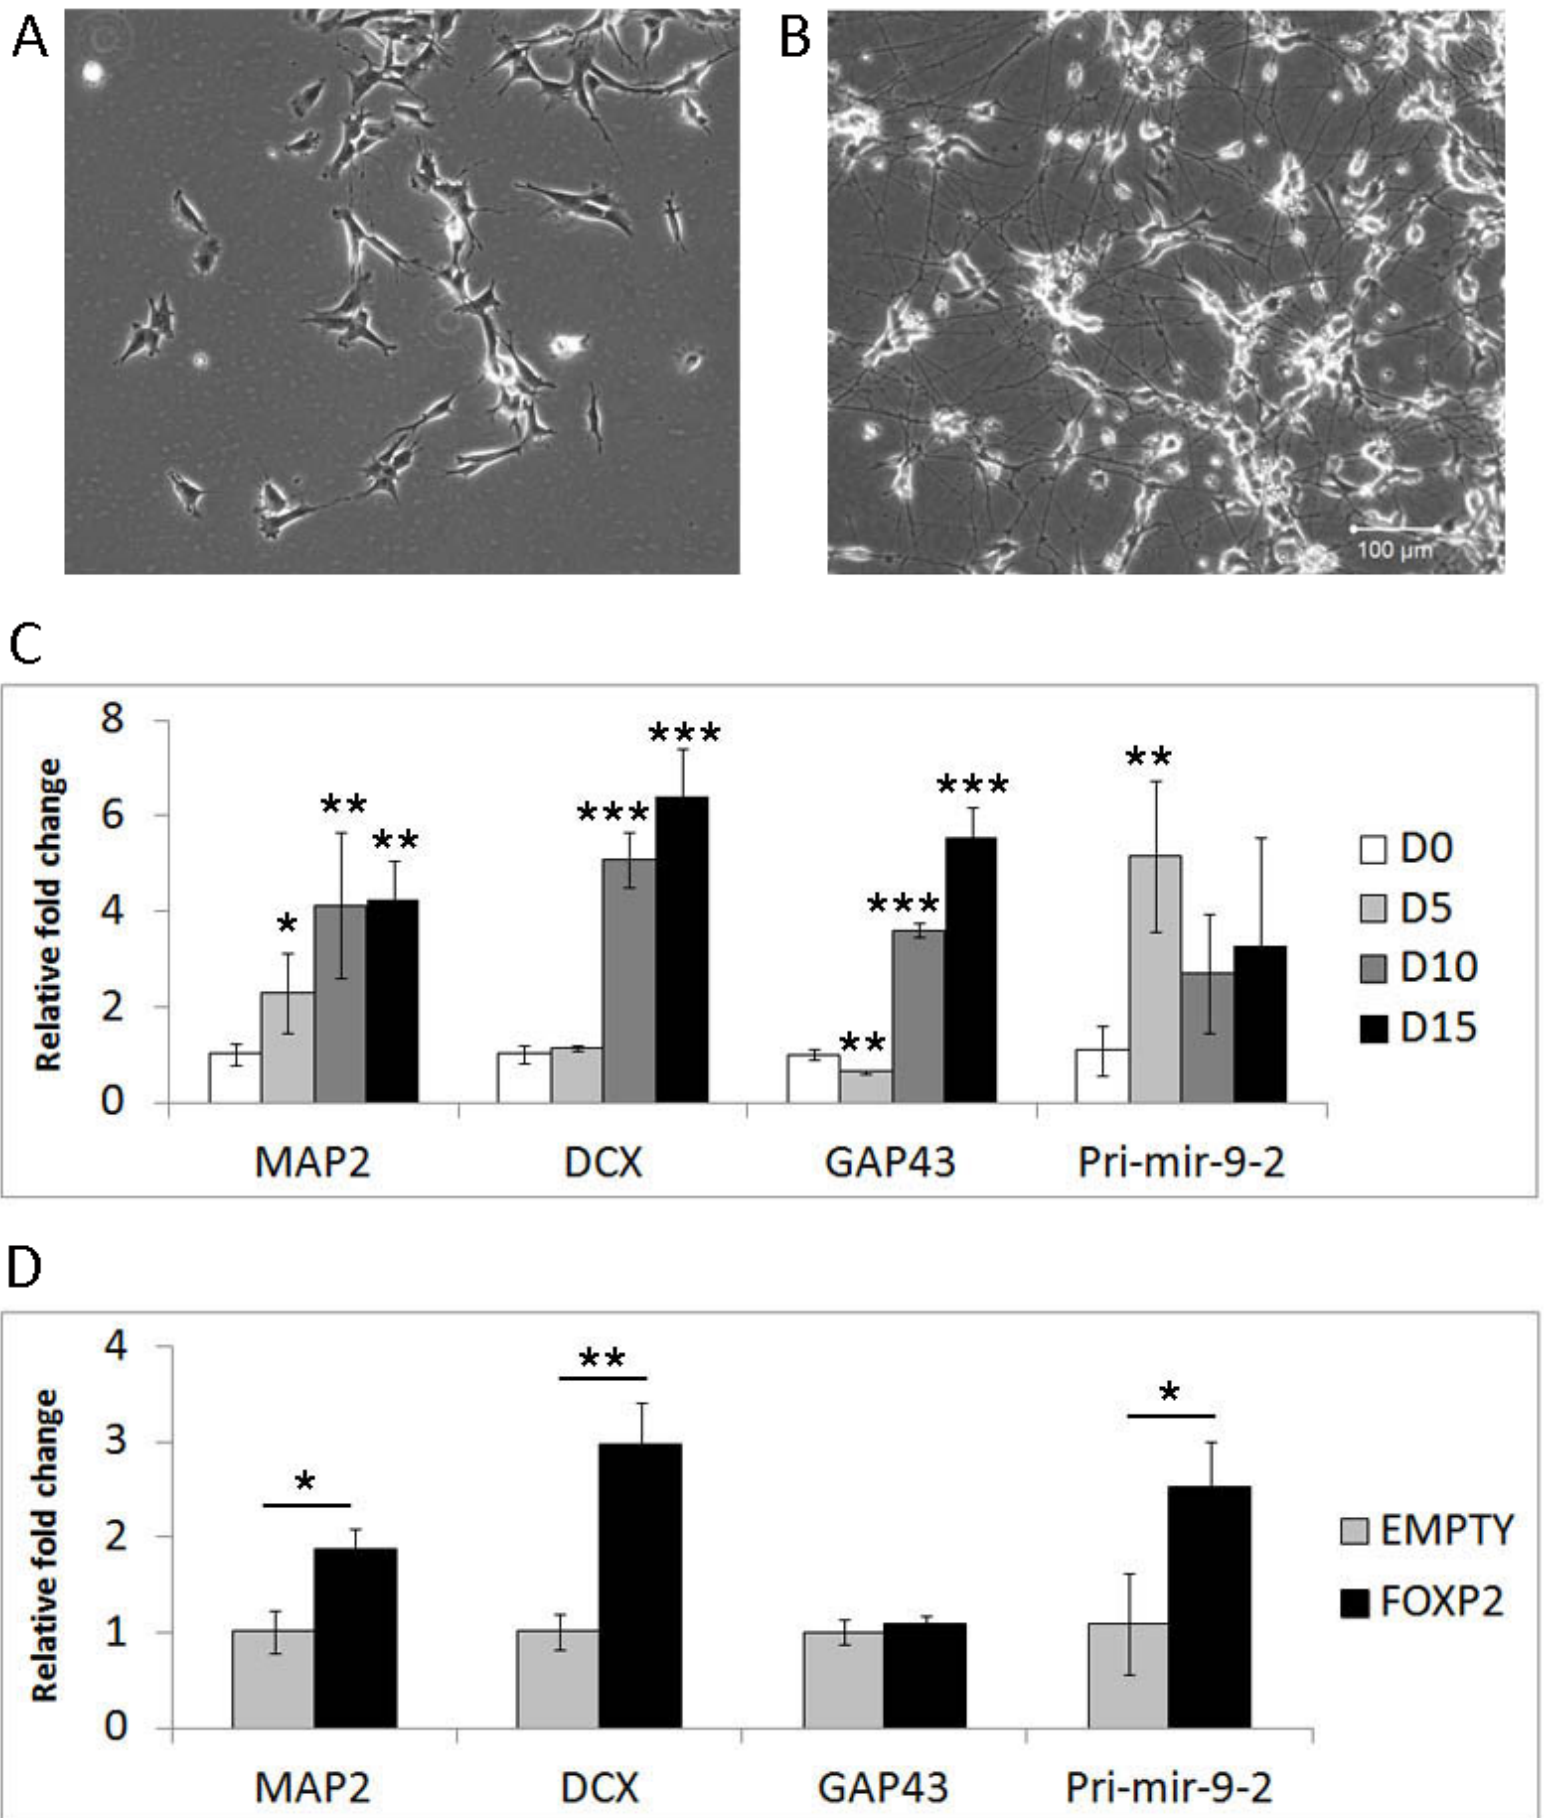 A
B
100 µm
C
Relative fold change
8
6
4
2
0
***
***
**
**
*
***
***
**
**
D0
D5
D10
D15
MAP2 DCX GAP43 Pri-mir-9-2
D
Relative fold change
4
3
2
1
0
*
**
*
EMPTY
FOXP2
MAP2 DCX GAP43 Pri-mir-9-2